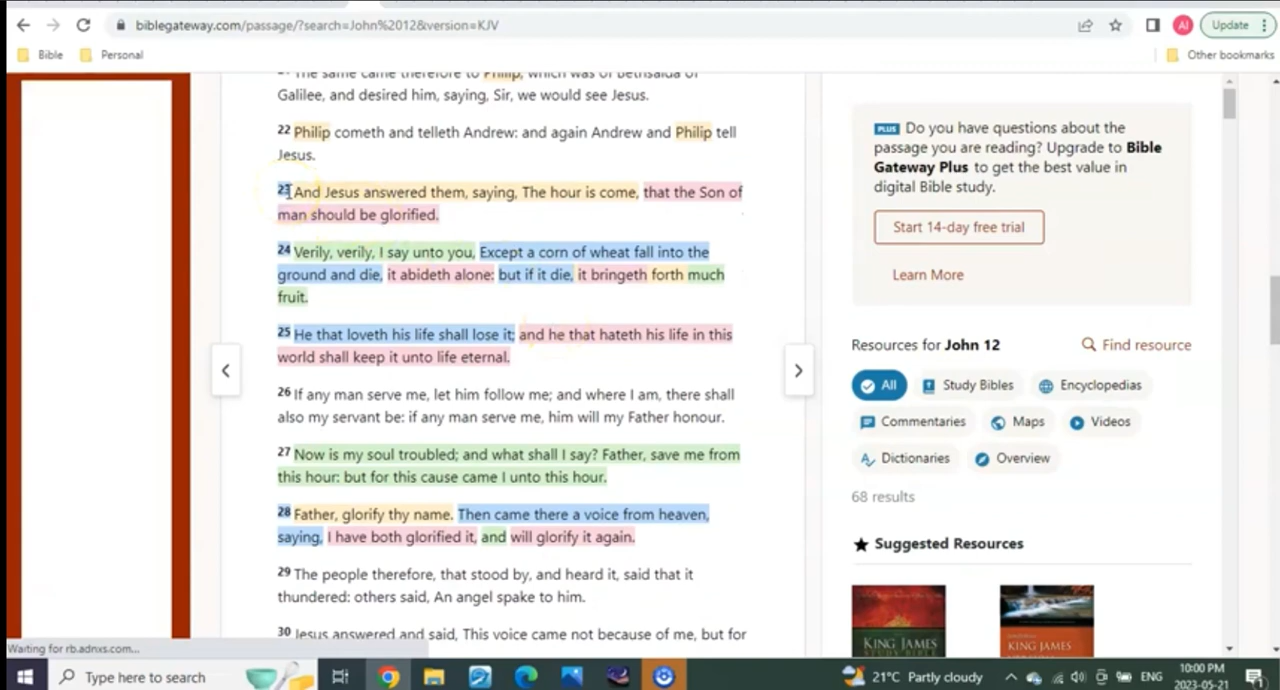 biblegateway.com/passage/?search=John%2012&version=KJV
AI
Update
Bible
Personal
Other bookmarks
The same came therefore to Philip, which was of Bethsaida of
Galilee, and desired him, saying, Sir, we would see Jesus.
22 Philip cometh and telleth Andrew: and again Andrew and Philip tell
Jesus.
23 And Jesus answered them, saying, The hour is come, that the Son of
man should be glorified.
24 Verily, verily, I say unto you, Except a corn of wheat fall into the
ground and die, it abideth alone: but if it die, it bringeth forth much
fruit.
25 He that loveth his life shall lose it; and he that hateth his life in this
world shall keep it unto life eternal.
26 If any man serve me, let him follow me; and where I am, there shall
also my servant be: if any man serve me, him will my Father honour.
27 Now is my soul troubled; and what shall I say? Father, save me from
this hour: but for this cause came I unto this hour.
28 Father, glorify thy name. Then came there a voice from heaven,
saying, I have both glorified it, and will glorify it again.
29 The people therefore, that stood by, and heard it, said that it
thundered: others said, An angel spake to him.
30 Jesus answered and said, This voice came not because of me, but for
PLUS Do you have questions about the
passage you are reading? Upgrade to Bible
Gateway Plus to get the best value in
digital Bible study.
Start 14-day free trial
Learn More
Resources for John 12
Find resource
All
Study Bibles
Encyclopedias
Commentaries
Maps
Videos
Dictionaries
Overview
68 results
Suggested Resources
KING JAMES
KING JAMES
Waiting for rb.adnxs.com...
Type here to search
21°C Partly cloudy
ENG
10:00 PM
2023-05-21
1